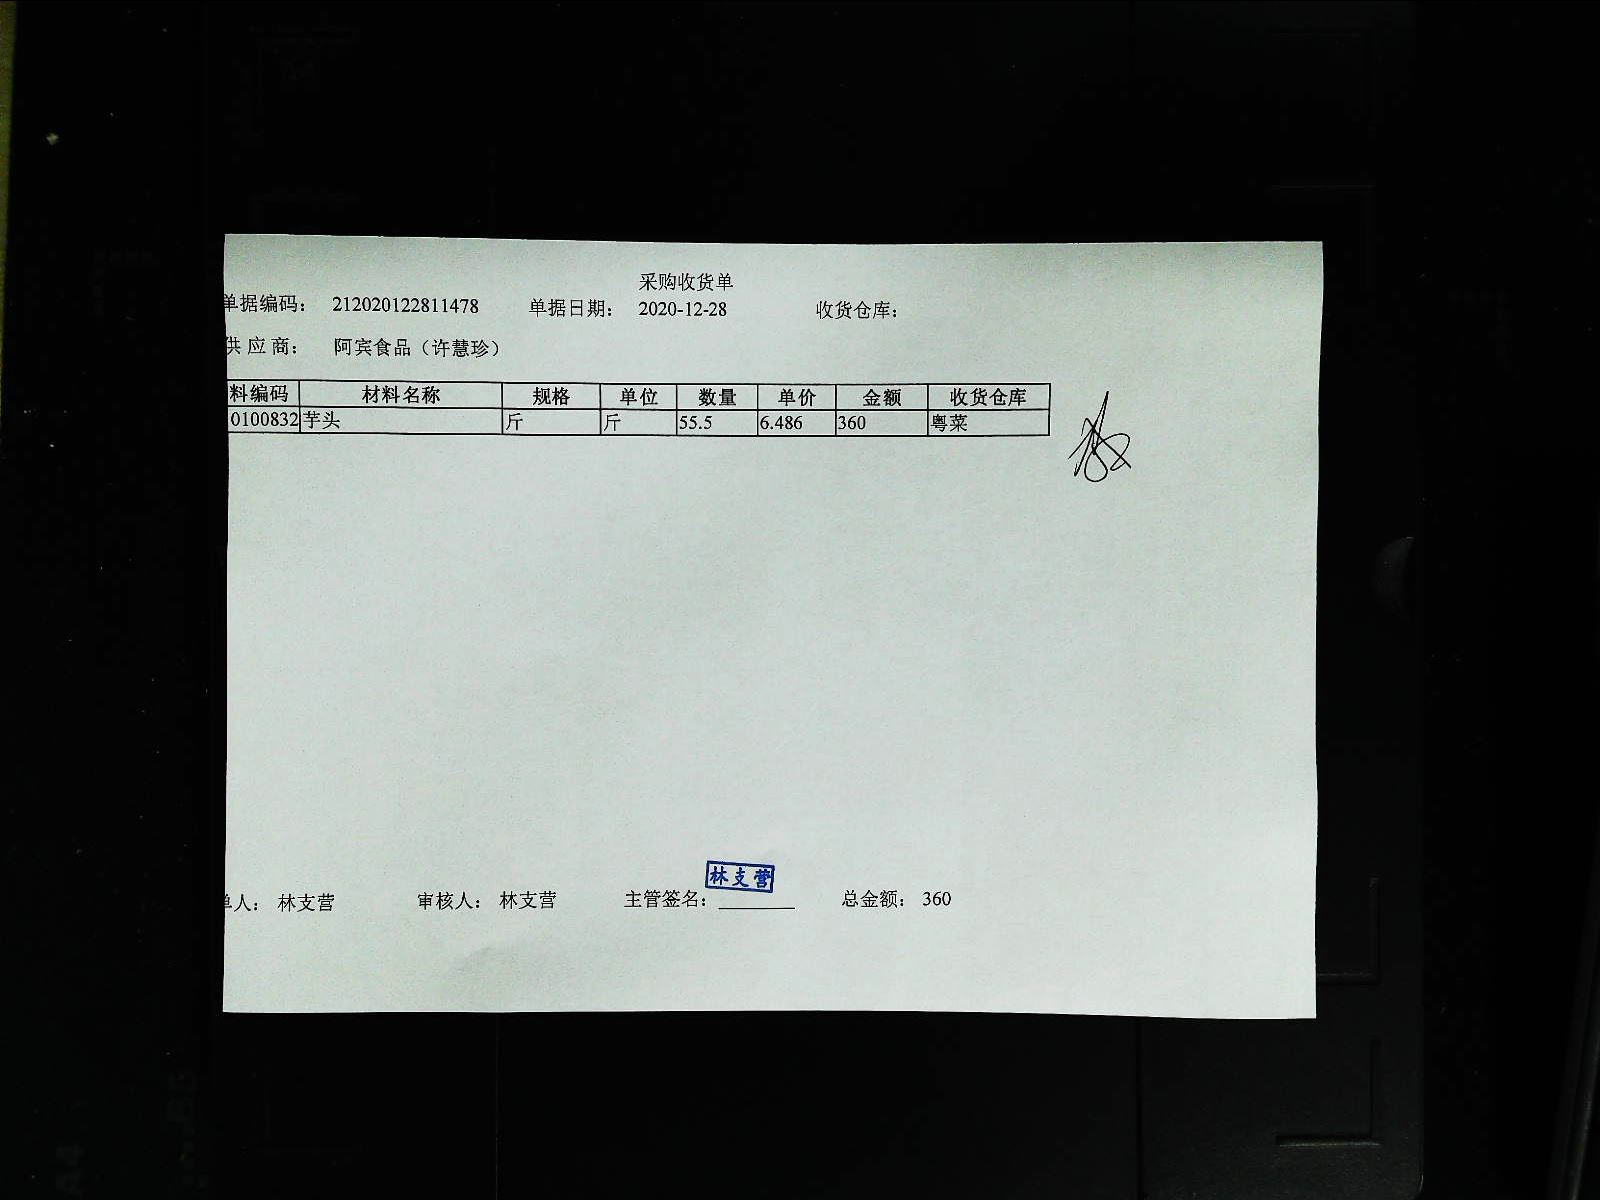 采购收货单
单据编码： 212020122811478 单据日期： 2020-12-28 收货仓库：
供 应 商： 阿宾食品（许慧珍）
料编码 材料名称 规格 单位 数量 单价 金额 收货仓库
0100832 芋头 斤 斤 55.5 6.486 360 粤菜
林支营
单人： 林支营 审核人： 林支营 主管签名： 总金额： 360